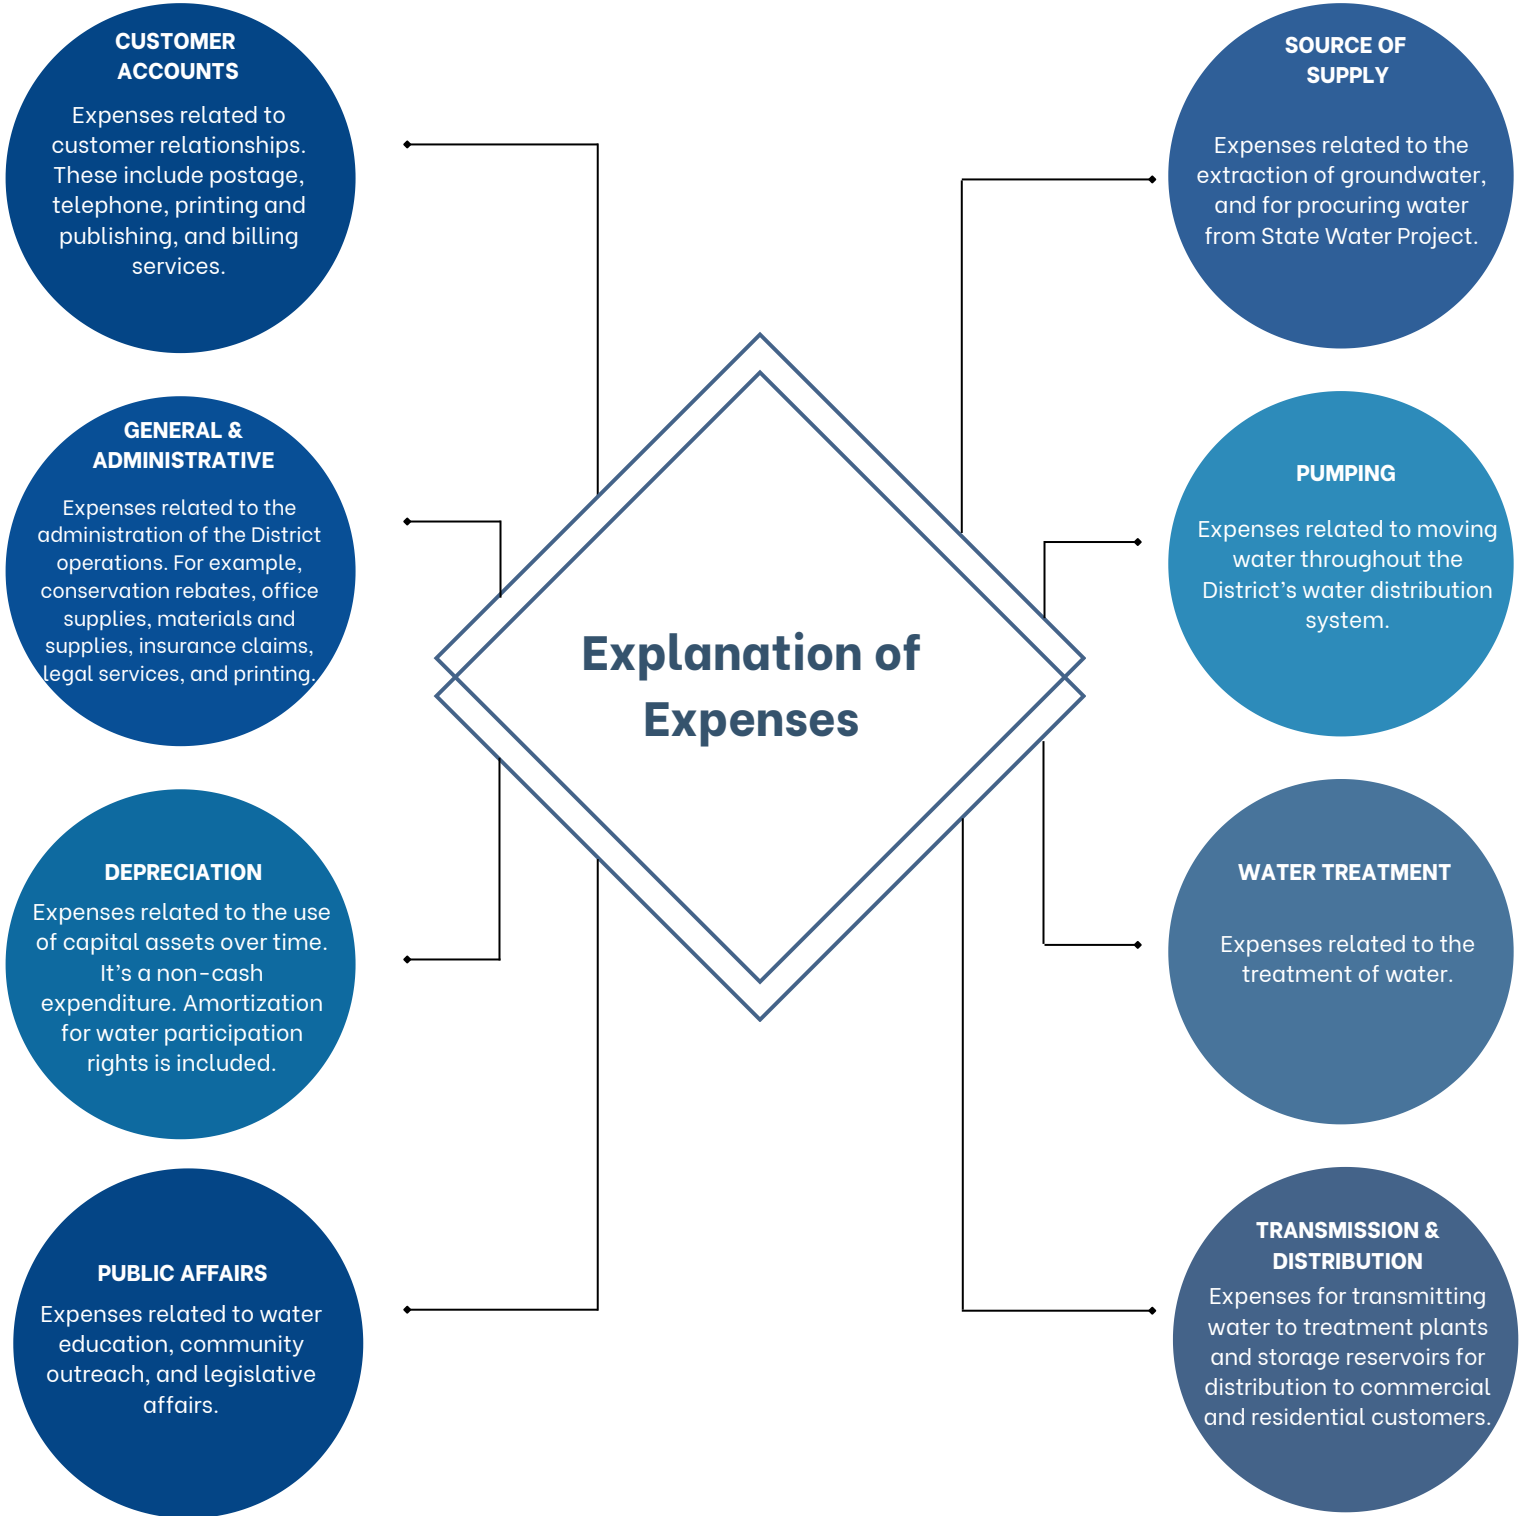 CUSTOMER
ACCOUNTS
Expenses related to
customer relationships.
These include postage,
telephone, printing and
publishing, and billing
services.
GENERAL &
ADMINISTRATIVE
Expenses related to the
administration of the District
operations. For example,
conservation rebates, office
supplies, materials and
supplies, insurance claims,
legal services, and printing.
DEPRECIATION
Expenses related to the use
of capital assets over time.
It’s a non-cash
expenditure. Amortization
for water participation
rights is included.
PUBLIC AFFAIRS
Expenses related to water
education, community
outreach, and legislative
affairs.
Explanation of
Expenses
SOURCE OF
SUPPLY
Expenses related to the
extraction of groundwater,
and for procuring water
from State Water Project.
PUMPING
Expenses related to moving
water throughout the
District’s water distribution
system.
WATER TREATMENT
Expenses related to the
treatment of water.
TRANSMISSION &
DISTRIBUTION
Expenses for transmitting
water to treatment plants
and storage reservoirs for
distribution to commercial
and residential customers.